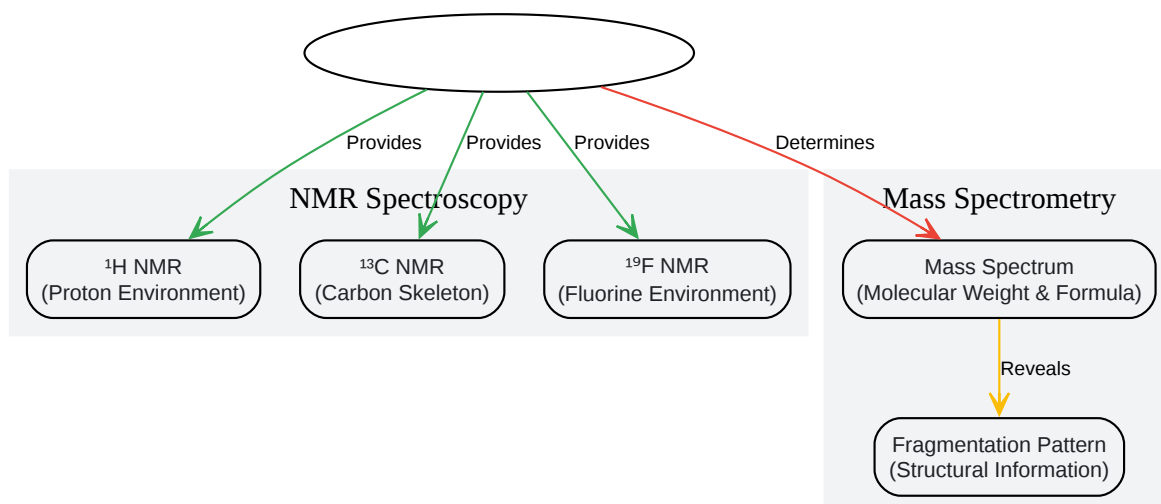 Provides
Provides
Provides
Determines
NMR Spectroscopy
Mass Spectrometry
¹H NMR
(Proton Environment)
¹³C NMR
(Carbon Skeleton)
¹⁹F NMR
(Fluorine Environment)
Mass Spectrum
(Molecular Weight & Formula)
Reveals
Fragmentation Pattern
(Structural Information)